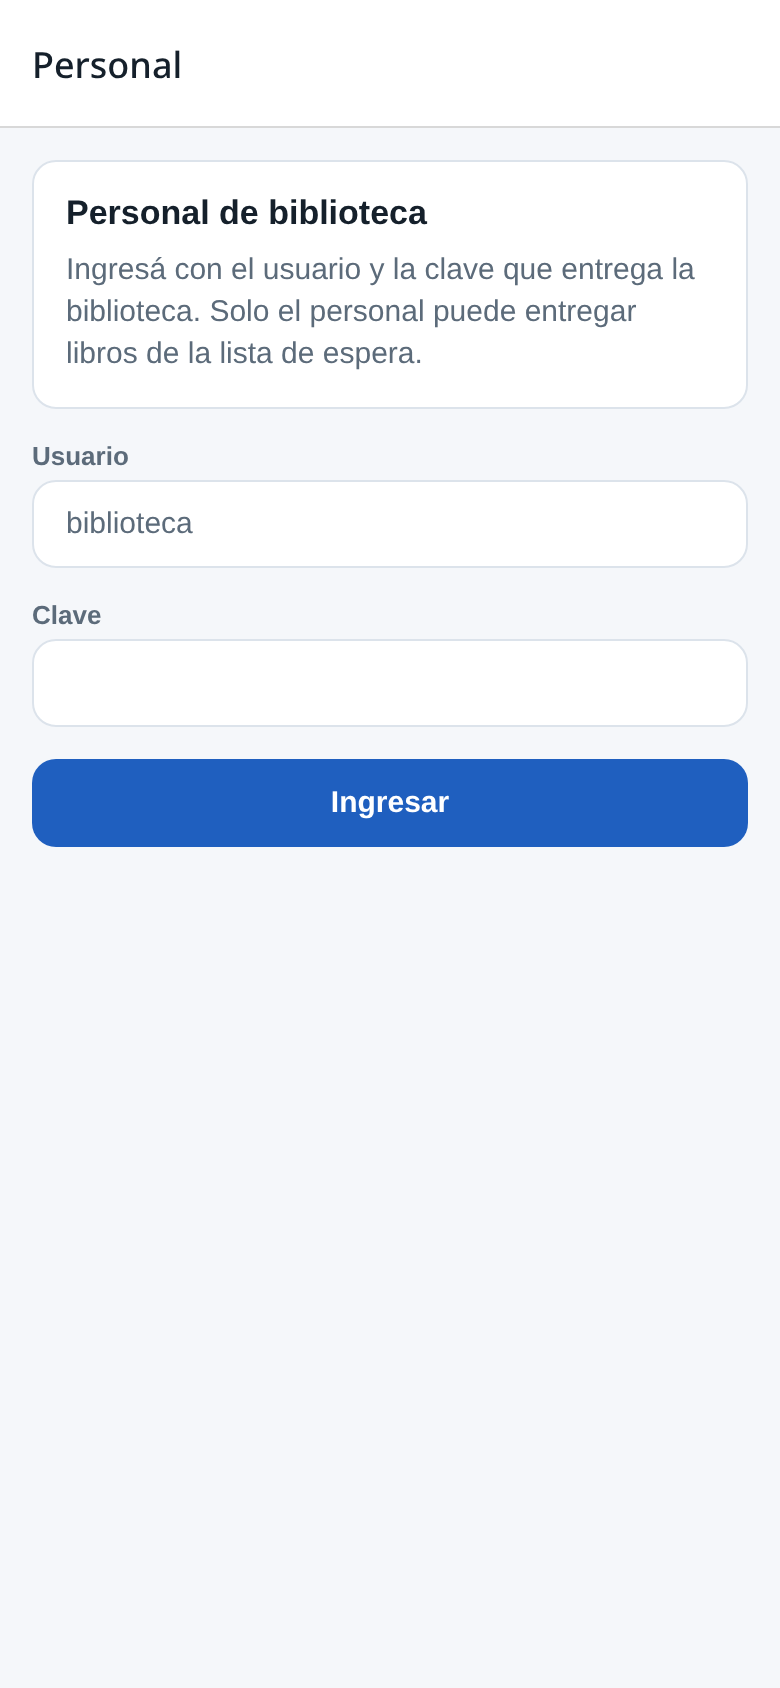 Personal
Personal de biblioteca
Ingresá con el usuario y la clave que entrega la
biblioteca. Solo el personal puede entregar
libros de la lista de espera.
Usuario
biblioteca
Clave
Ingresar